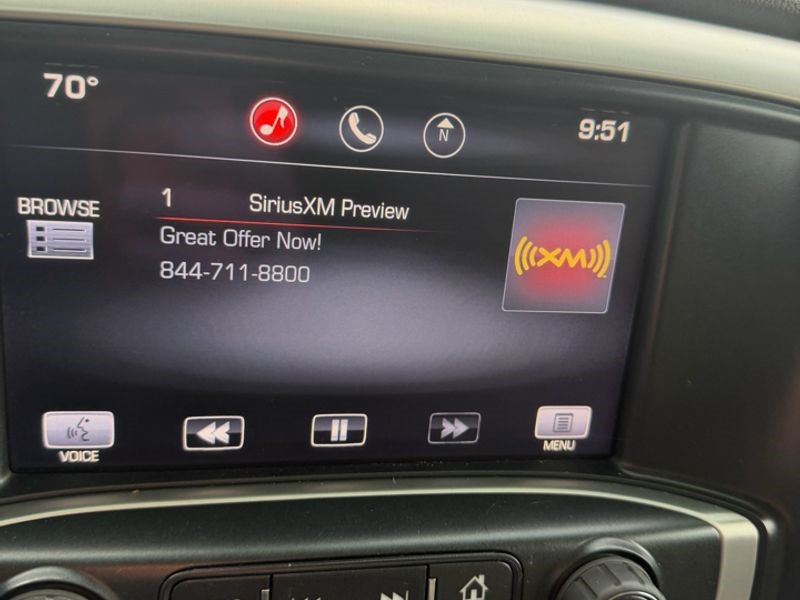 70°
N
9:51
BROWSE
1 SiriusXM Preview
Great Offer Now!
844-711-8800
XM
VOICE
MENU